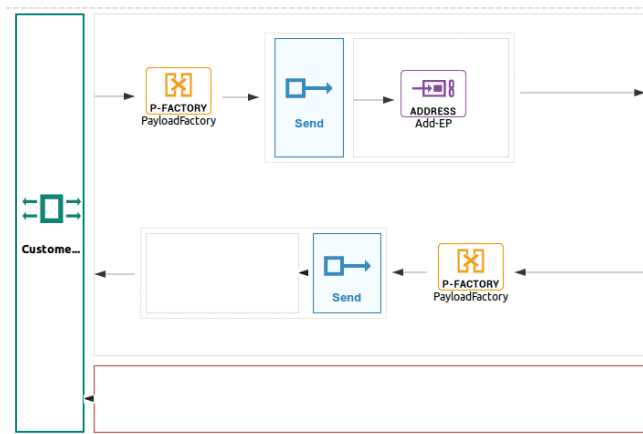 P-FACTORY
PayloadFactory
Send
ADDRESS
Add-EP
Custome...
Send
P-FACTORY
PayloadFactory